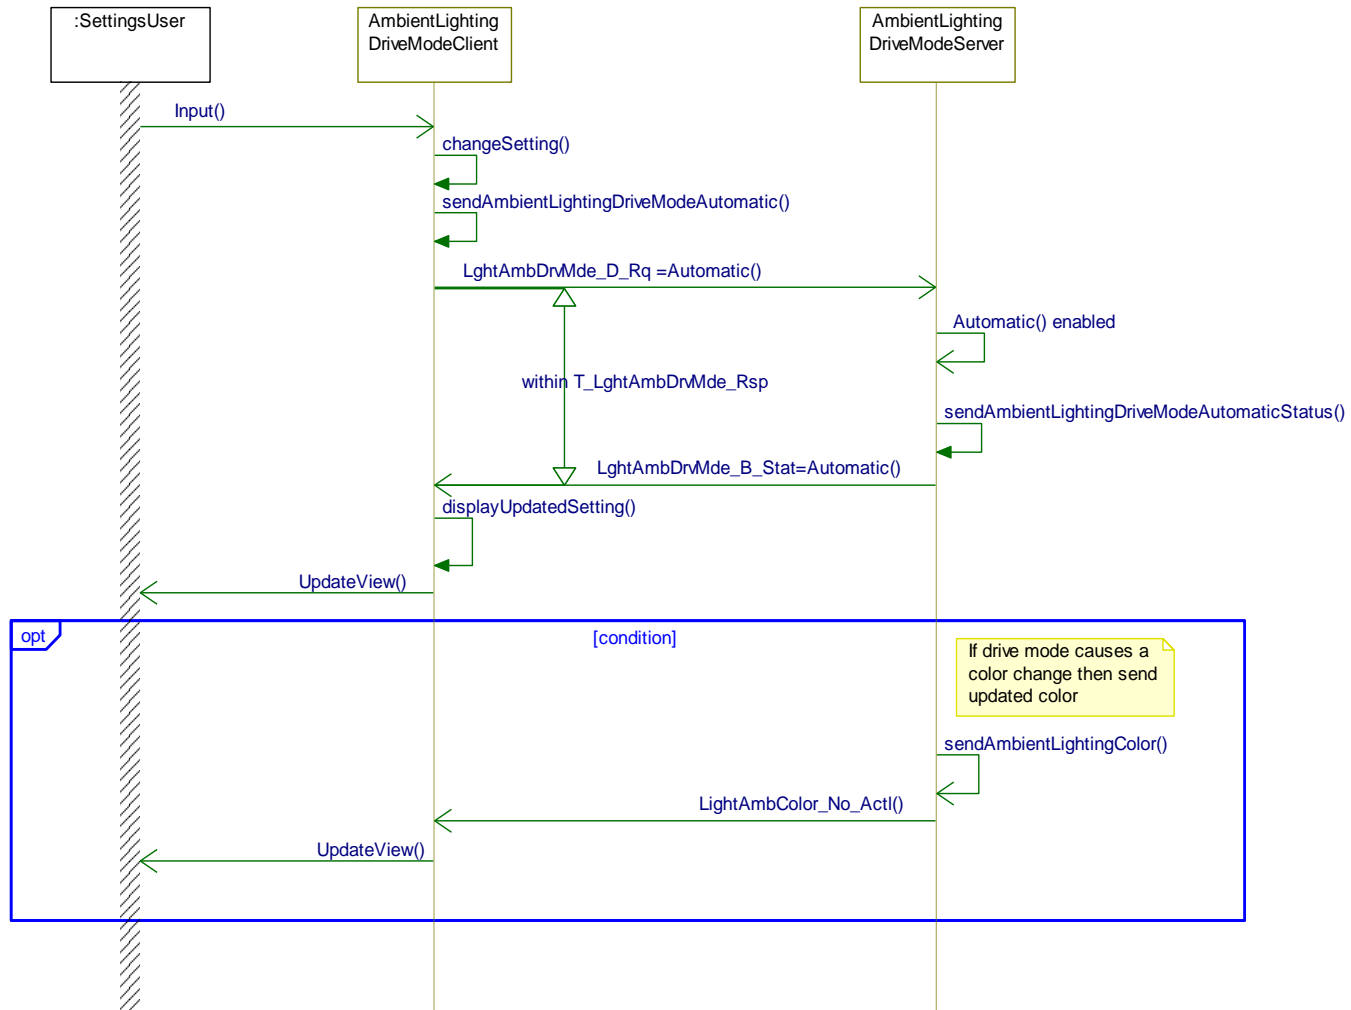 :SettingsUser
AmbientLighting
DriveModeClient
AmbientLighting
DriveModeServer
Input()
changeSetting()
sendAmbientLightingDriveModeAutomatic()
LghtAmbDrvMde_D_Rq =Automatic()
Automatic() enabled
within T_LghtAmbDrvMde_Rsp
sendAmbientLightingDriveModeAutomaticStatus()
LghtAmbDrvMde_B_Stat=Automatic()
displayUpdatedSetting()
UpdateView()
opt
[condition]
If drive mode causes a
color change then send
updated color
sendAmbientLightingColor()
LightAmbColor_No_Actl()
UpdateView()